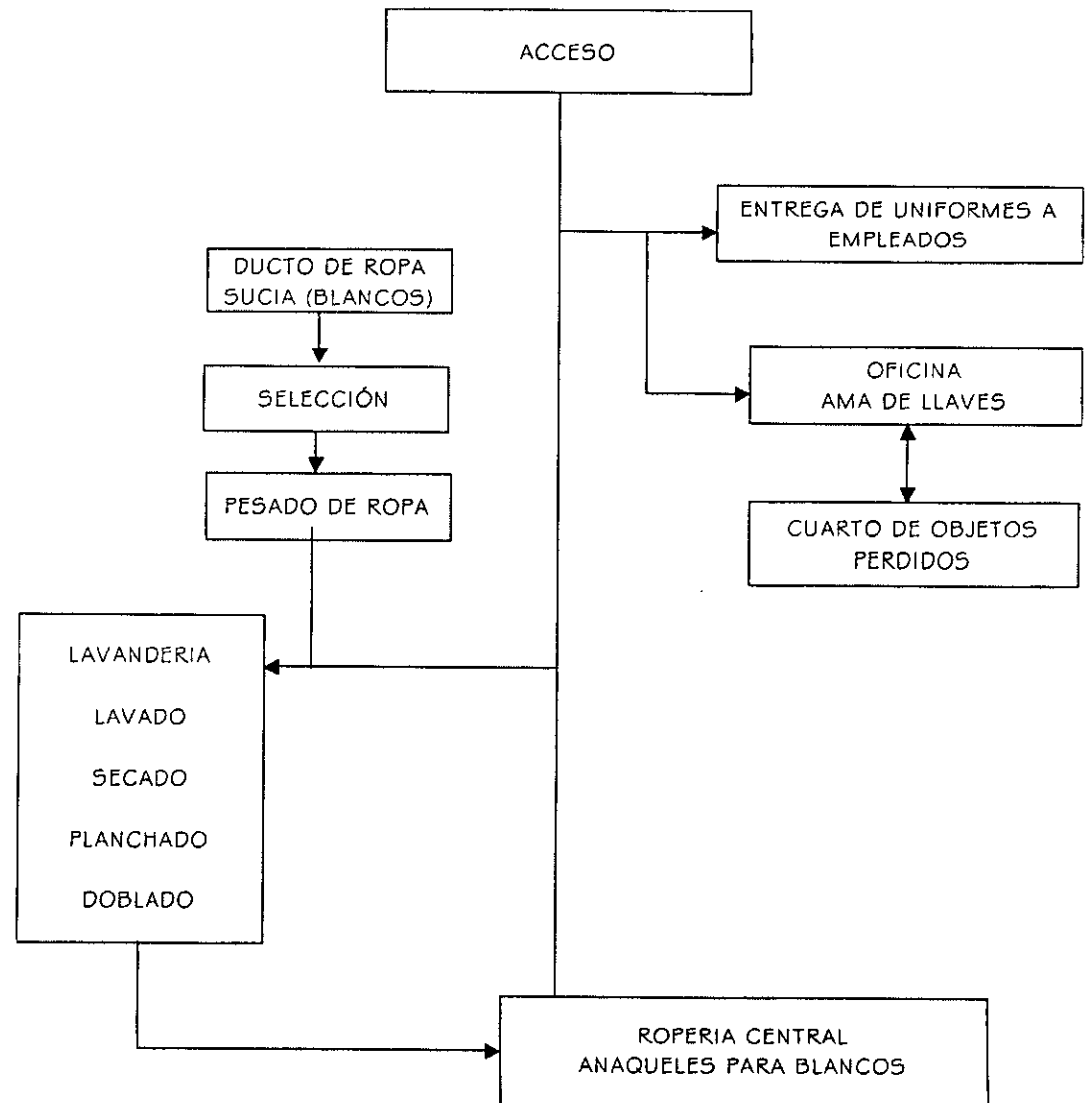 ACCESO
ENTREGA DE UNIFORMES A
EMPLEADOS
DUCTO DE ROPA
SUCIA (BLANCOS)
OFICINA
AMA DE LLAVES
SELECCIÓN
PESADO DE ROPA
CUARTO DE OBJETOS
PERDIDOS
LAVANDERIA
LAVADO
SECADO
PLANCHADO
DOBLADO
ROPERIA CENTRAL
ANAQUELES PARA BLANCOS